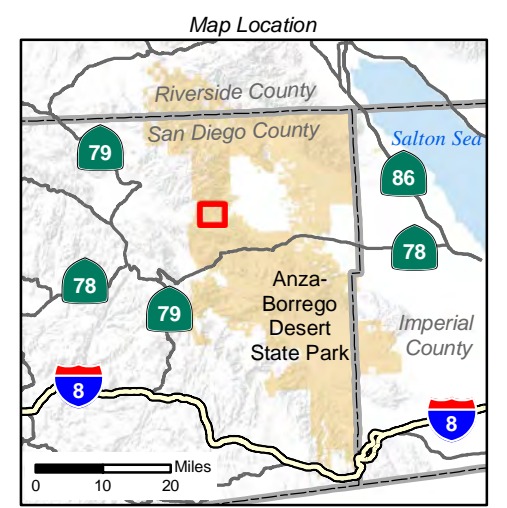 Map Location
Riverside County
San Diego County
Salton Sea
79
86
78
78
79
Anza-
Borrego
Desert
State Park
Imperial
County
8
8
Miles
0 10 20